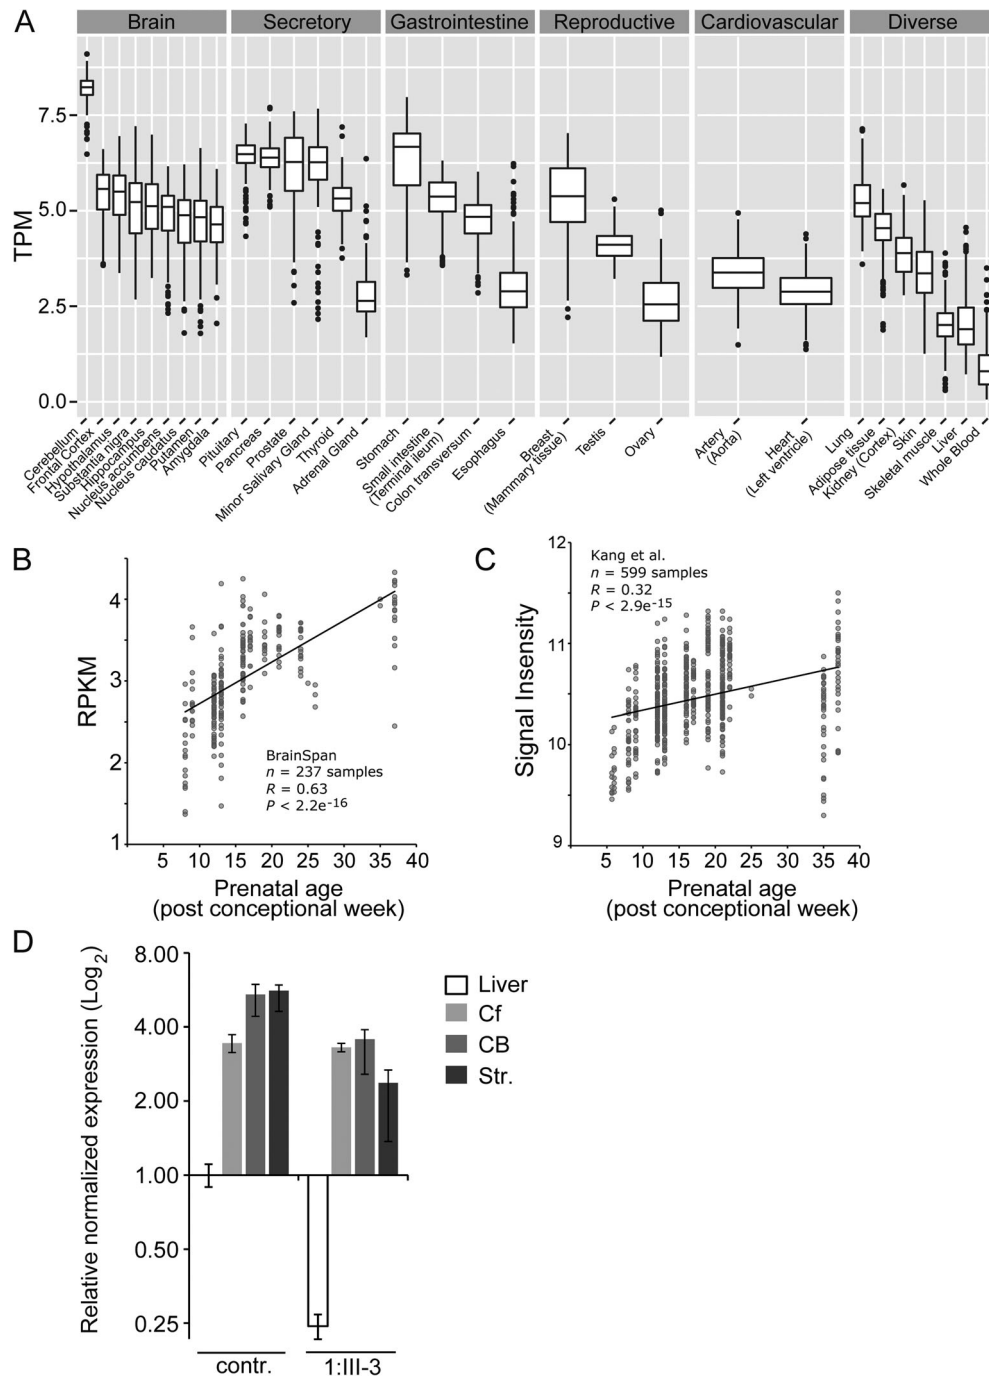 A
Brain Secretory Gastrointestine Reproductive Cardiovascular Diverse
TPM
7.5
5.0
2.5
0.0
Cerebellum
Frontal Cortex
Hypothalamus
Substantia nigra
Hippocampus
Nucleus accumbens
Nucleus caudatus
Putamen
Amygdala
Pituitary
Pancreas
Prostate
Minor Salivary Gland
Thyroid
Adrenal Gland
Stomach
Small Intestine
(Terminal Ileum)
Colon transversum
Esophagus
Breast
(Mammary tissue)
Testis
Ovary
Artery
(Aorta)
Heart
(Left ventricle)
Lung
Adipose tissue
Kidney (Cortex)
Skin
Skeletal muscle
Liver
Whole Blood
B
RPKM
4
3
2
1
BrainSpan
n = 237 samples
R = 0.63
P < 2.2e-16
5 10 15 20 25 30 35 40
Prenatal age
(post conceptional week)
C
Signal Insensity
12
11
10
9
Kang et al.
n = 599 samples
R = 0.32
P < 2.9e-15
5 10 15 20 25 30 35 40
Prenatal age
(post conceptional week)
D
Relative normalized expression (Log2)
8.00
4.00
2.00
1.00
0.50
0.25
contr. 1:III-3
Liver
Cf
CB
Str.